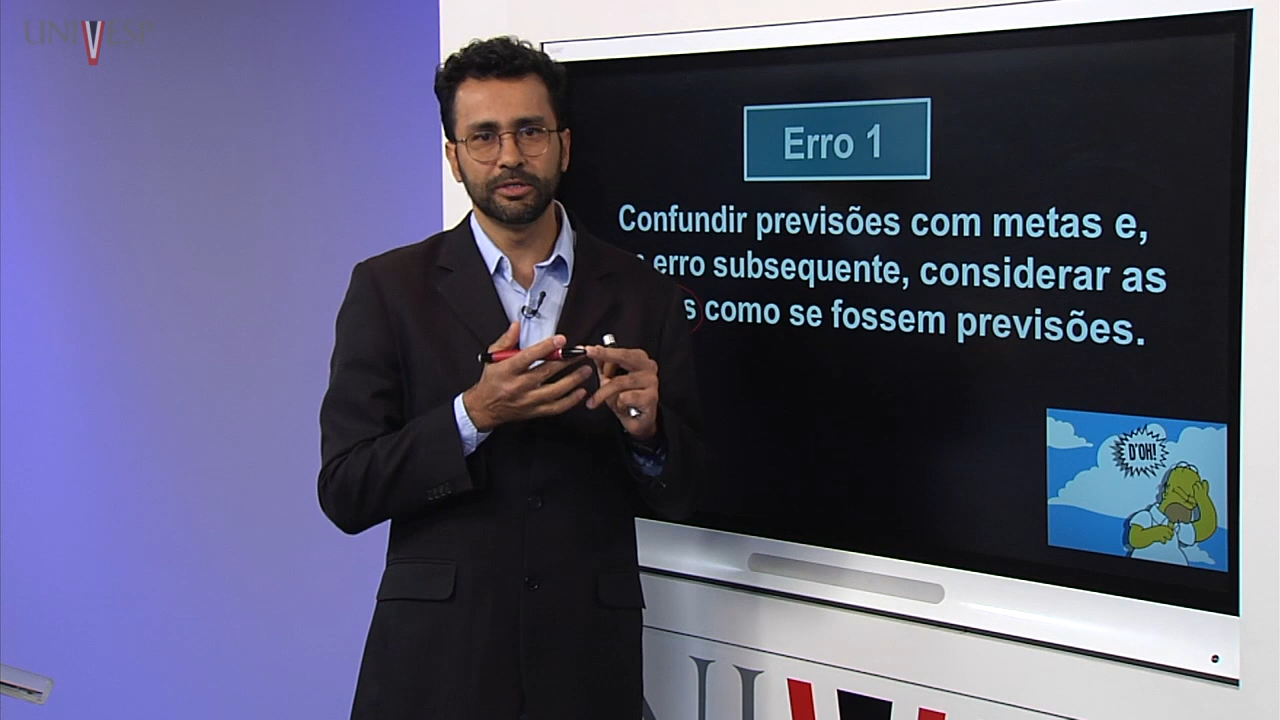 UNIVESP
Erro 1
Confundir previsões com metas e,
erro subsequente, considerar as
como se fossem previsões.
D'OH!